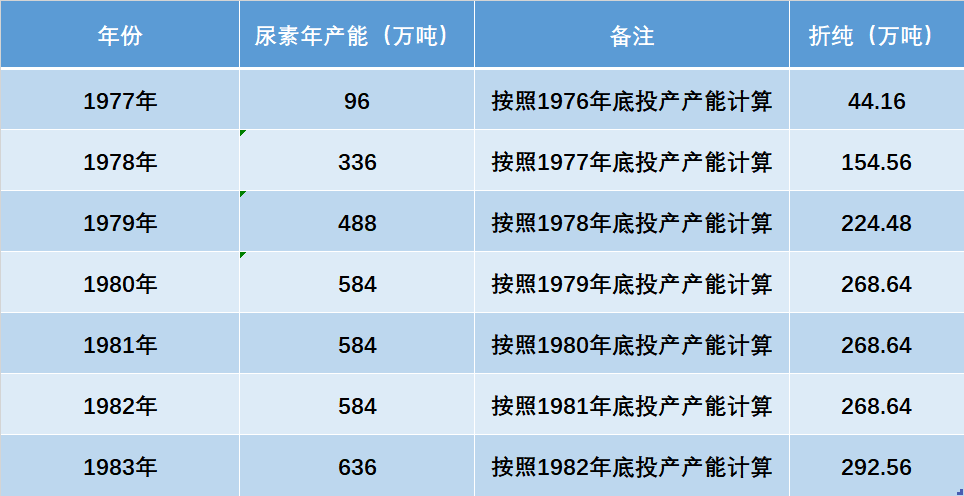 年份 尿素年产能（万吨） 备注 折纯（万吨）
1977年 96 按照1976年底投产产能计算 44.16
1978年 336 按照1977年底投产产能计算 154.56
1979年 488 按照1978年底投产产能计算 224.48
1980年 584 按照1979年底投产产能计算 268.64
1981年 584 按照1980年底投产产能计算 268.64
1982年 584 按照1981年底投产产能计算 268.64
1983年 636 按照1982年底投产产能计算 292.56